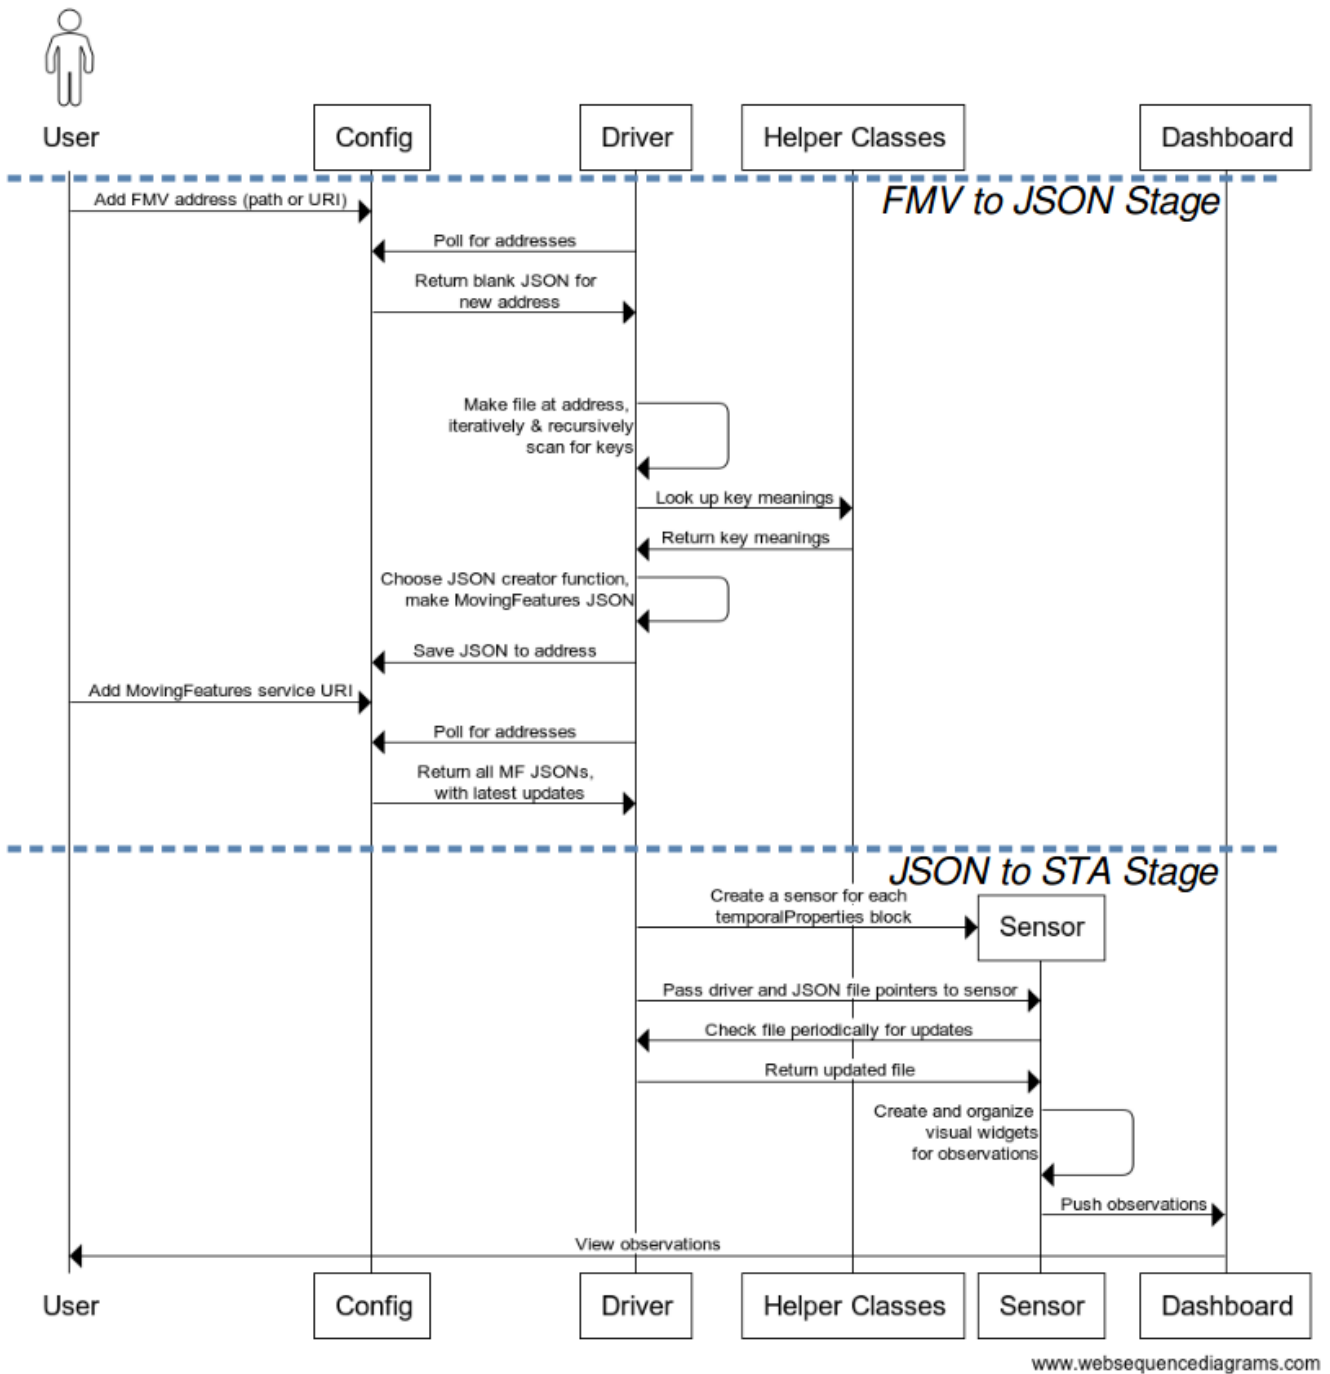 User
Config
Driver
Helper Classes
Dashboard
FMV to JSON Stage
Add FMV address (path or URI)
Poll for addresses
Return blank JSON for
new address
Make file at address,
iteratively & recursively
scan for keys
Look up key meanings
Return key meanings
Choose JSON creator function,
make MovingFeatures JSON
Save JSON to address
Add MovingFeatures service URI
Poll for addresses
Return all MF JSONs,
with latest updates
JSON to STA Stage
Create a sensor for each
temporalProperties block
Sensor
Pass driver and JSON file pointers to sensor
Check file periodically for updates
Return updated file
Create and organize
visual widgets
for observations
Push observations
View observations
User
Config
Driver
Helper Classes
Sensor
Dashboard
www.websequencediagrams.com